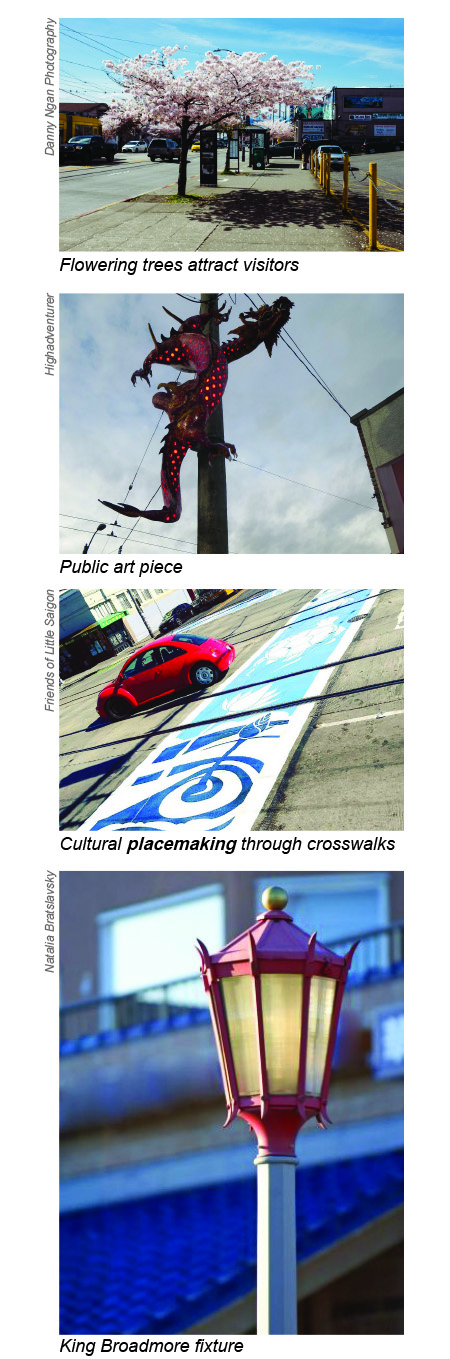 Danny Ngan Photography
Flowering trees attract visitors
Highadventurer
Public art piece
Friends of Little Saigon
Cultural placemaking through crosswalks
Natalia Bratslavsky
King Broadmore fixture